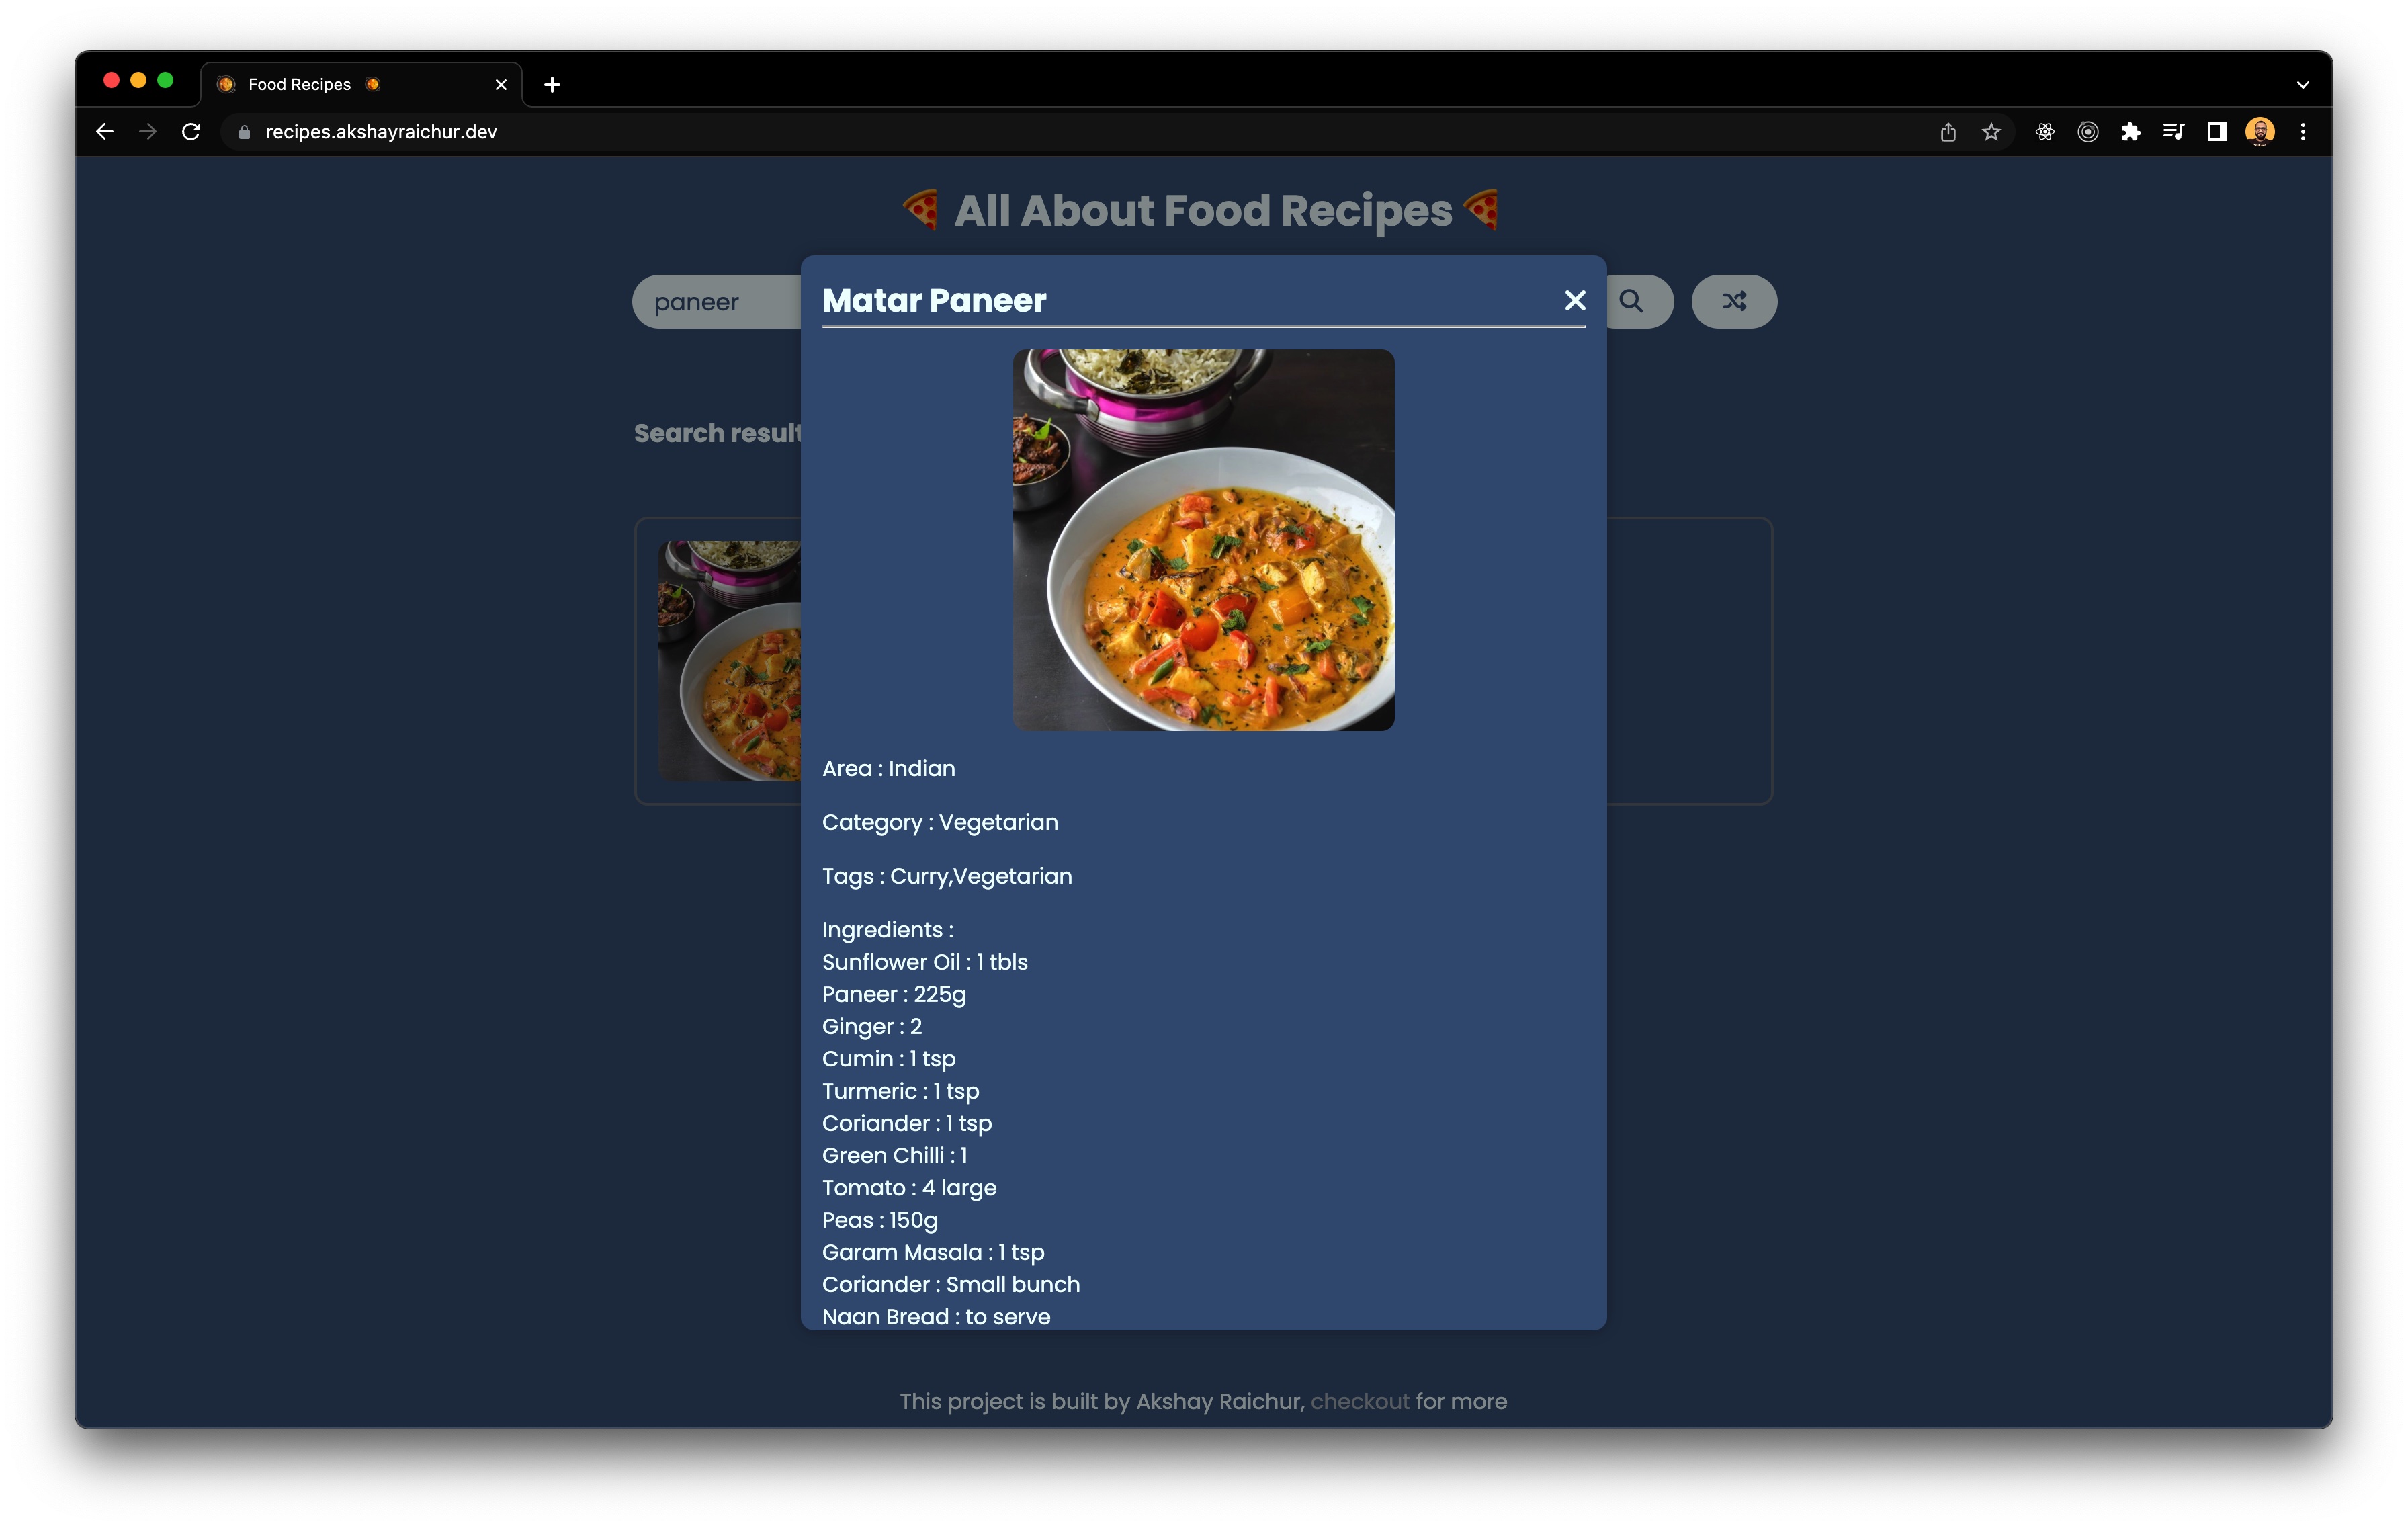 Food Recipes
recipes.akshayraichur.dev
All About Food Recipes
paneer
Matar Paneer
Search result
Area : Indian
Category : Vegetarian
Tags : Curry,Vegetarian
Ingredients :
Sunflower Oil : 1 tbls
Paneer : 225g
Ginger : 2
Cumin : 1 tsp
Turmeric : 1 tsp
Coriander : 1 tsp
Green Chilli : 1
Tomato : 4 large
Peas : 150g
Garam Masala : 1 tsp
Coriander : Small bunch
Naan Bread : to serve
This project is built by Akshay Raichur, checkout for more